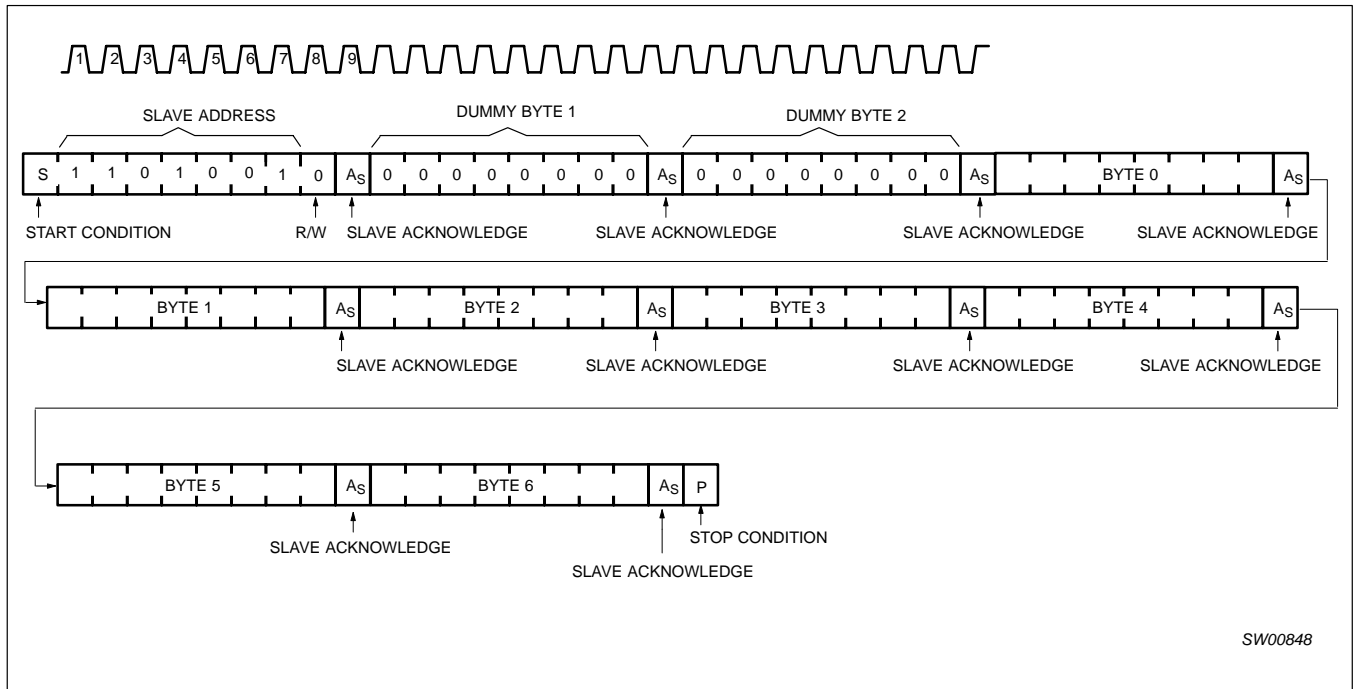 1 2 3 4 5 6 7 8 9
SLAVE ADDRESS DUMMY BYTE 1 DUMMY BYTE 2
S 1 1 0 1 0 0 1 0 AS 0 0 0 0 0 0 0 0 AS 0 0 0 0 0 0 0 0 AS BYTE 0 AS
START CONDITION R/W SLAVE ACKNOWLEDGE SLAVE ACKNOWLEDGE SLAVE ACKNOWLEDGE SLAVE ACKNOWLEDGE
BYTE 1 AS BYTE 2 AS BYTE 3 AS BYTE 4 AS
SLAVE ACKNOWLEDGE SLAVE ACKNOWLEDGE SLAVE ACKNOWLEDGE SLAVE ACKNOWLEDGE
BYTE 5 AS BYTE 6 AS P
SLAVE ACKNOWLEDGE STOP CONDITION
SLAVE ACKNOWLEDGE
SW00848